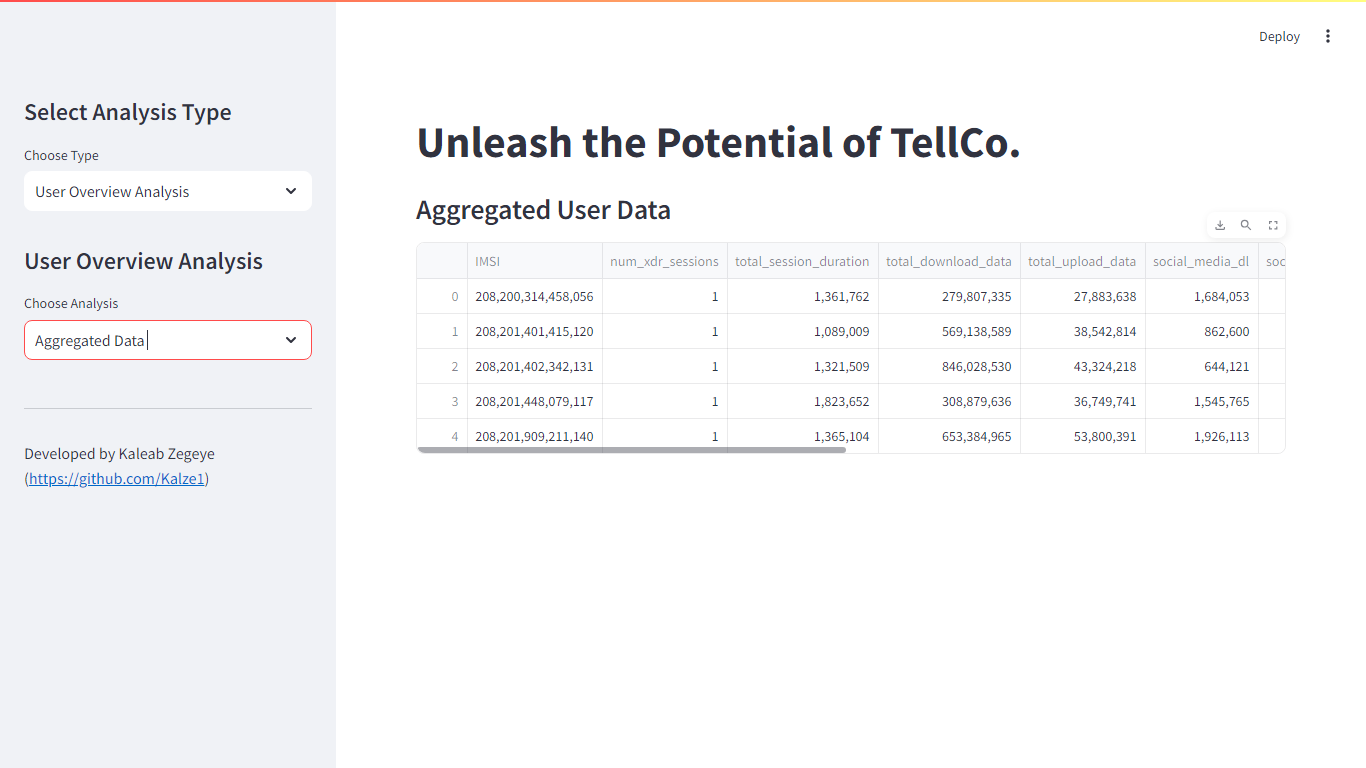 Deploy
Select Analysis Type
Choose Type
User Overview Analysis
User Overview Analysis
Choose Analysis
Aggregated Data
Developed by Kaleab Zegeye
(https://github.com/Kalze1)
Unleash the Potential of TellCo.
Aggregated User Data
IMSI num_xdr_sessions total_session_duration total_download_data total_upload_data social_media_dl soc
0 208,200,314,458,056 1 1,361,762 279,807,335 27,883,638 1,684,053
1 208,201,401,415,120 1 1,089,009 569,138,589 38,542,814 862,600
2 208,201,402,342,131 1 1,321,509 846,028,530 43,324,218 644,121
3 208,201,448,079,117 1 1,823,652 308,879,636 36,749,741 1,545,765
4 208,201,909,211,140 1 1,365,104 653,384,965 53,800,391 1,926,113